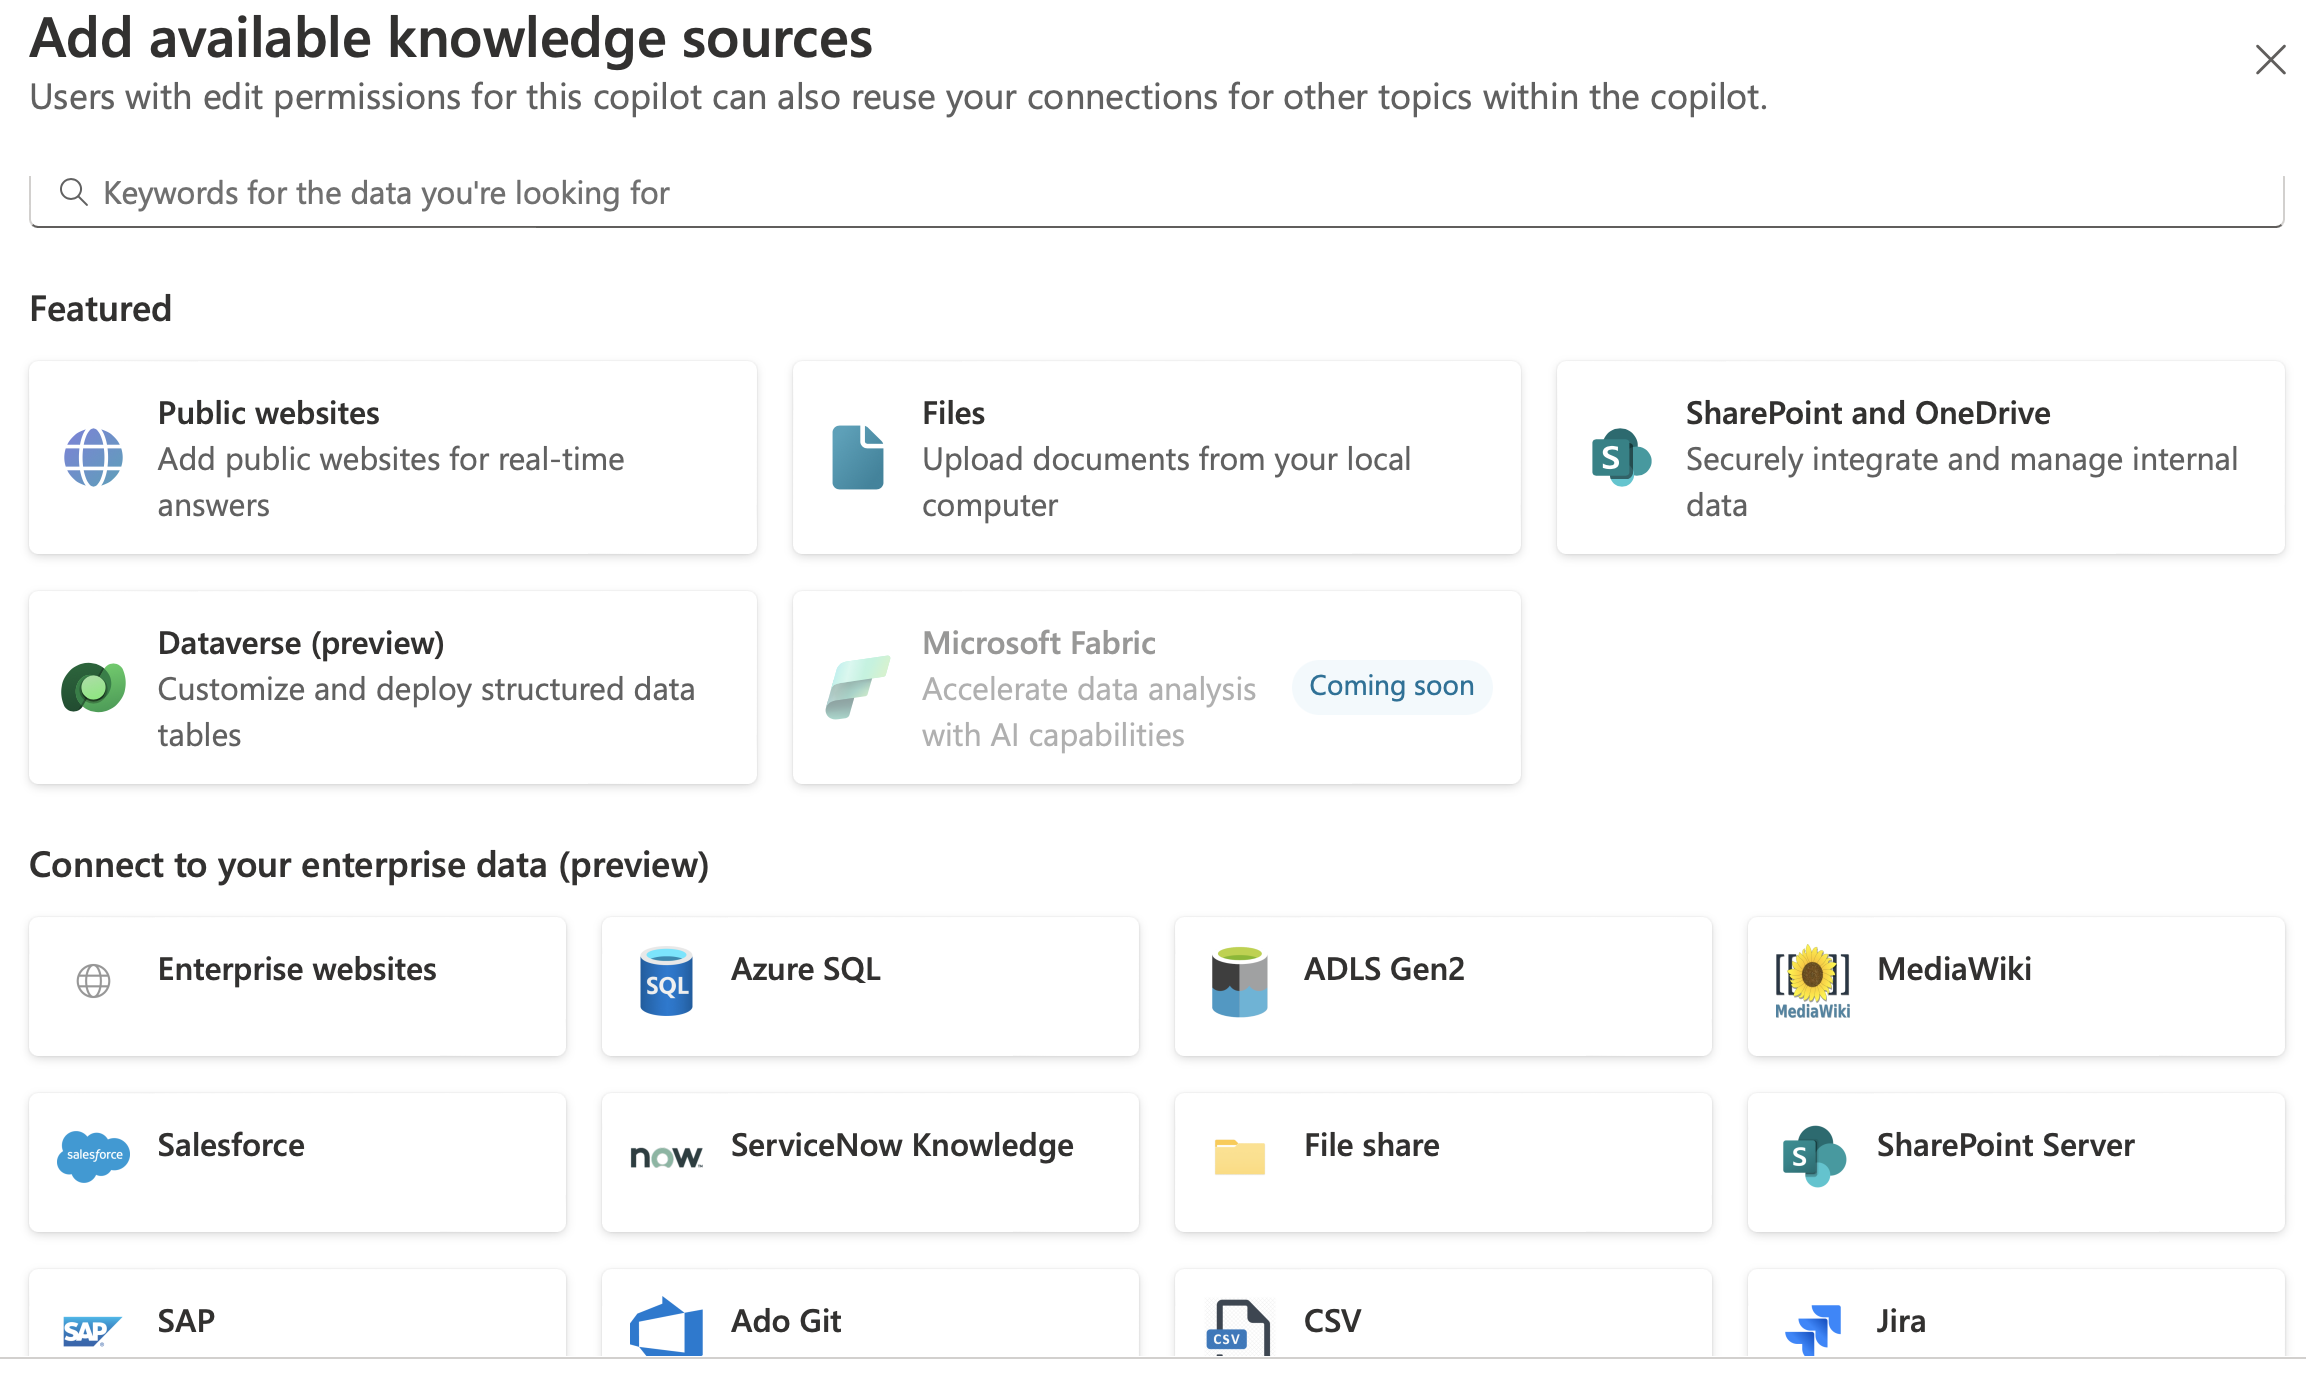 Add available knowledge sources
Users with edit permissions for this copilot can also reuse your connections for other topics within the copilot.
Keywords for the data you're looking for
Featured
Public websites
Add public websites for real-time
answers
Files
Upload documents from your local
computer
SharePoint and OneDrive
S
Securely integrate and manage internal
data
Dataverse (preview)
Customize and deploy structured data
tables
Microsoft Fabric
Accelerate data analysis
with AI capabilities
Coming soon
Connect to your enterprise data (preview)
Enterprise websites
SQL
Azure SQL
ADLS Gen2
[[ ]]
MediaWiki
MediaWiki
salesforce
Salesforce
now
ServiceNow Knowledge
File share
S
SharePoint Server
SAP
SAP
Ado Git
CSV
CSV
Jira